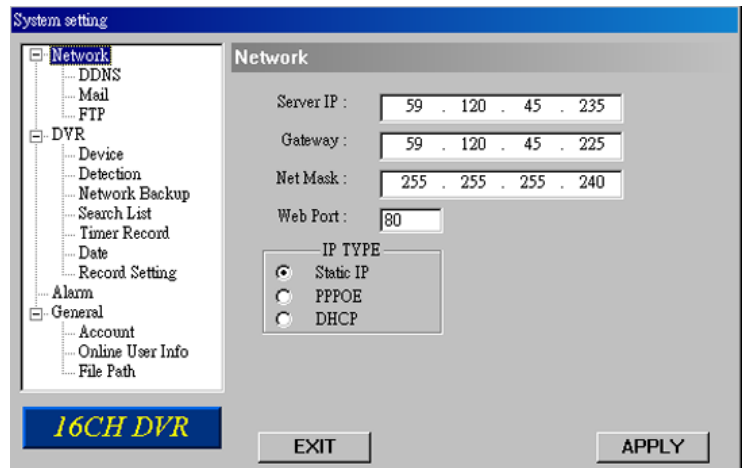 System setting
Network
DDNS
Mail
FTP
DVR
Device
Detection
Network Backup
Search List
Timer Record
Date
Record Setting
Alarm
General
Account
Online User Info
File Path
16CH DVR
Network
Server IP : 59 . 120 . 45 . 235
Gateway : 59 . 120 . 45 . 225
Net Mask : 255 . 255 . 255 . 240
Web Port : 80
IP TYPE
Static IP
PPPOE
DHCP
EXIT APPLY